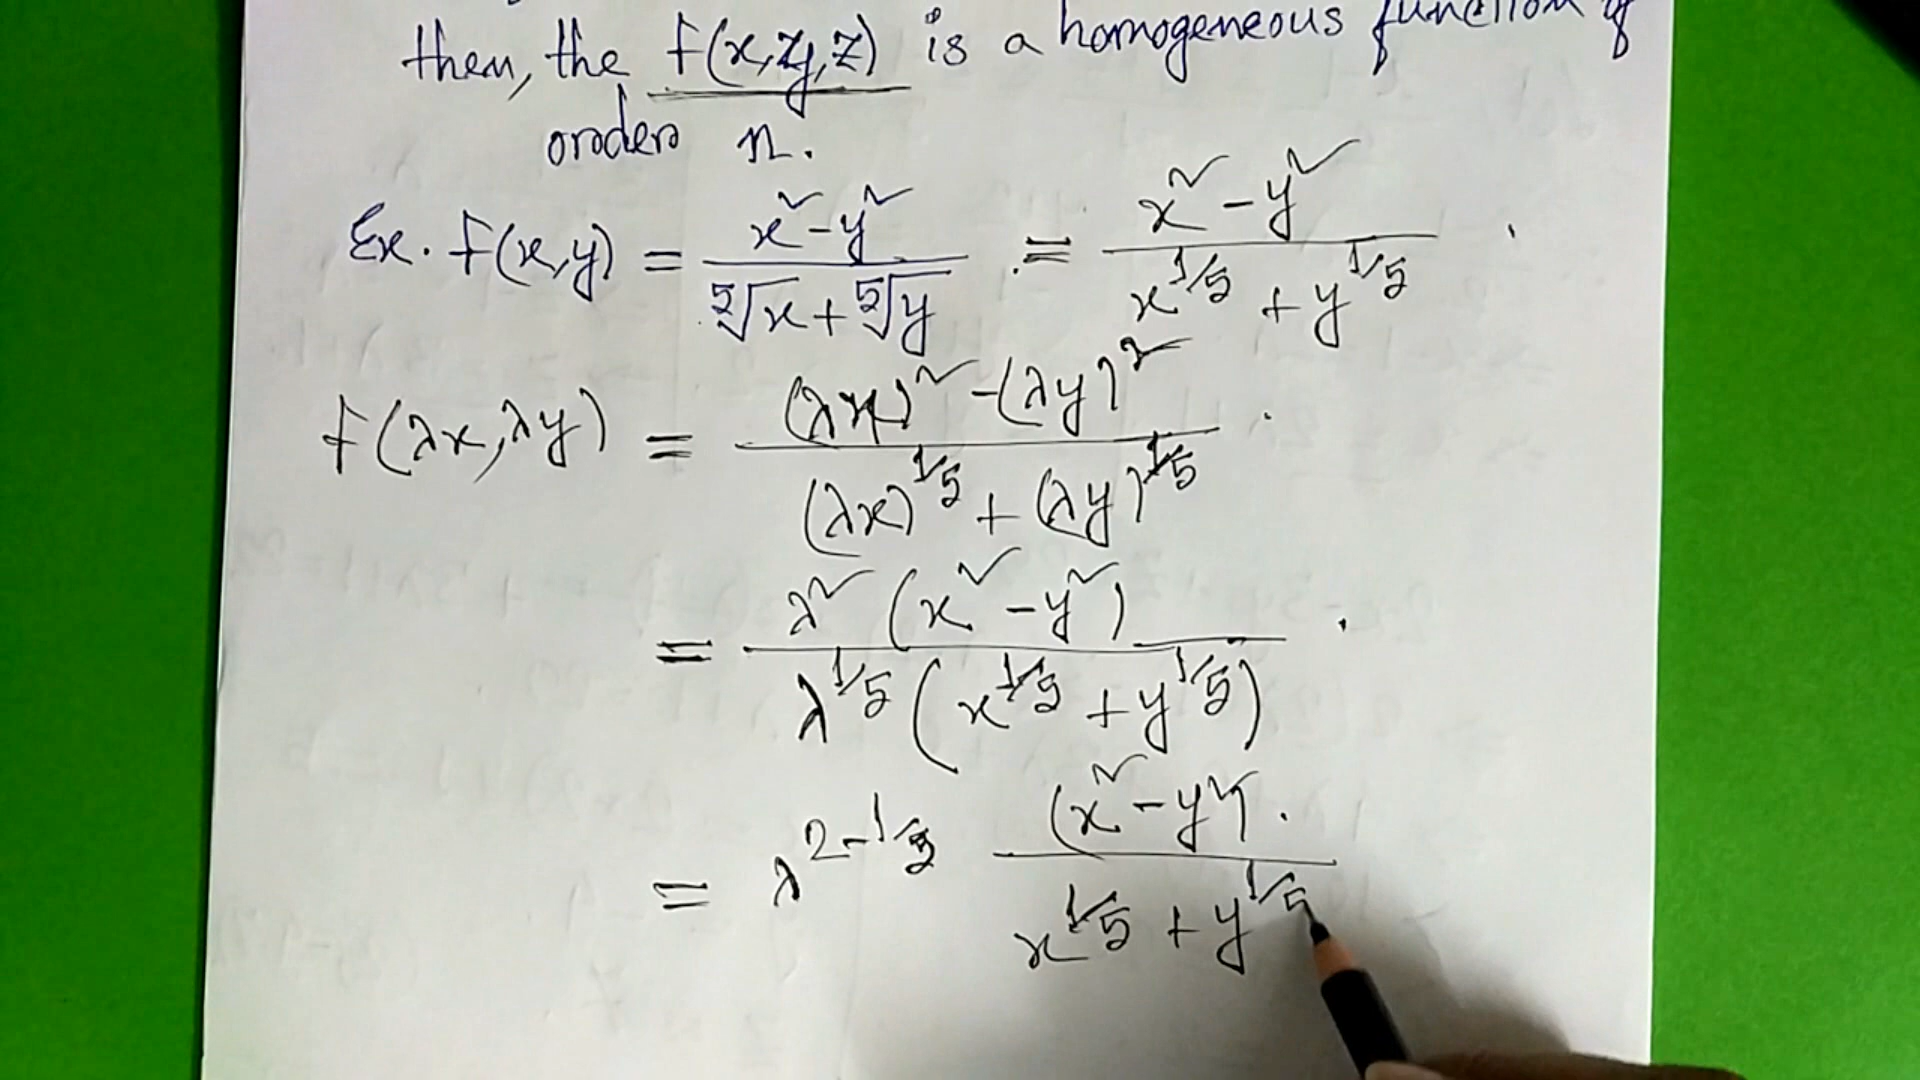 then, the f(x,y,z) is a homogeneous function of
order n.
Ex. f(x,y) = (x² - y²) / (⁵√x + ⁵√y) = (x² - y²) / (x^1/5 + y^1/5)
f(λx, λy) = ((λx)² - (λy)²) / ((λx)^1/5 + (λy)^1/5)
= λ² (x² - y²) / λ^1/5 (x^1/5 + y^1/5)
= λ^2-1/5 (x² - y²) / x^1/5 + y^1/5